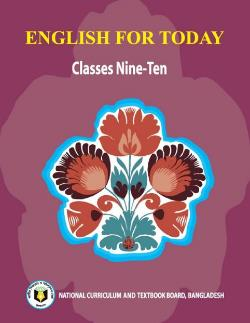 ENGLISH FOR TODAY
Classes Nine-Ten
NATIONAL CURRICULUM AND TEXTBOOK BOARD, BANGLADESH